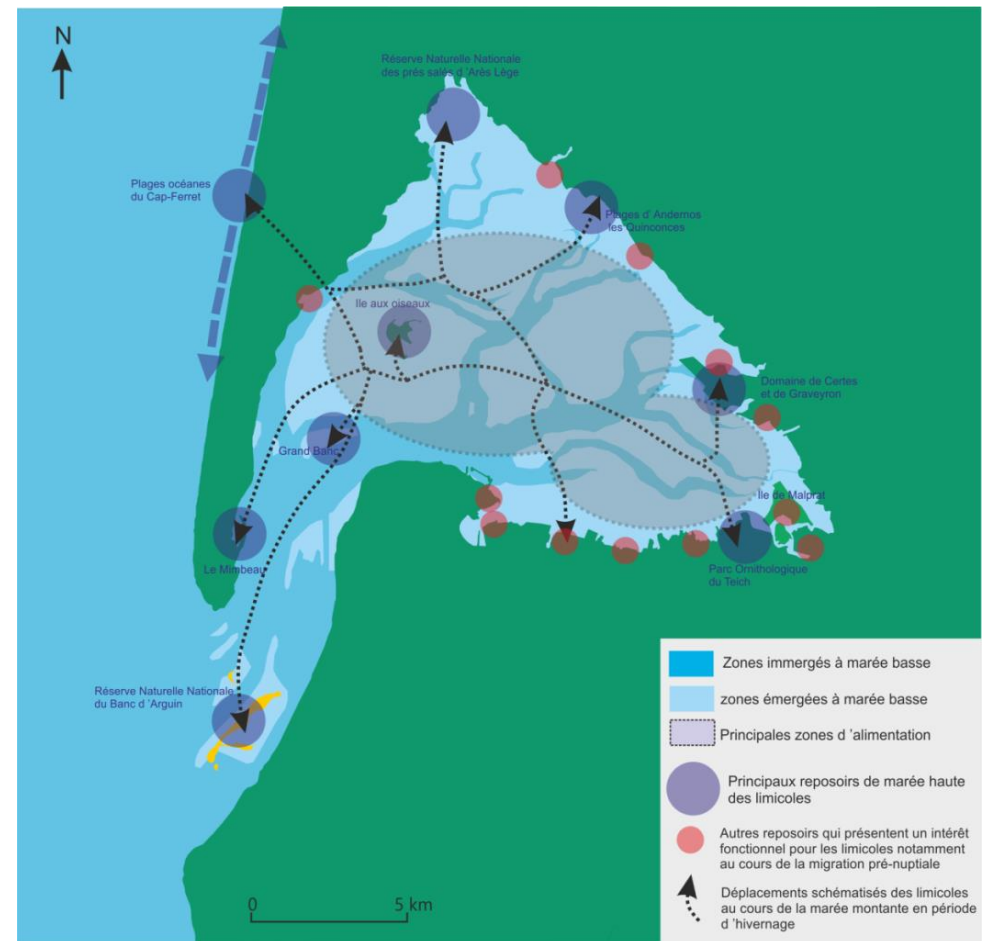 N
Réserve Naturelle Nationale
des prés salés d 'Arès Lège
Plages océanes
du Cap-Ferret
Plages d' Andernos
les Quinconces
Ile aux oiseaux
Domaine de Certes
et de Graveyron
Grand Banc
Île de Malprat
Le Mimbeau
Parc Ornithologique
du Teich
Réserve Naturelle Nationale
du Banc d 'Arguin
0 5 km
Zones immergés à marée basse
zones émergées à marée basse
Principales zones d 'alimentation
Principaux reposoirs de marée haute
des limicoles
Autres reposoirs qui présentent un intérêt
fonctionnel pour les limicoles notamment
au cours de la migration pré-nuptiale
Déplacements schématisés des limicoles
au cours de la marée montante en période
d 'hivernage